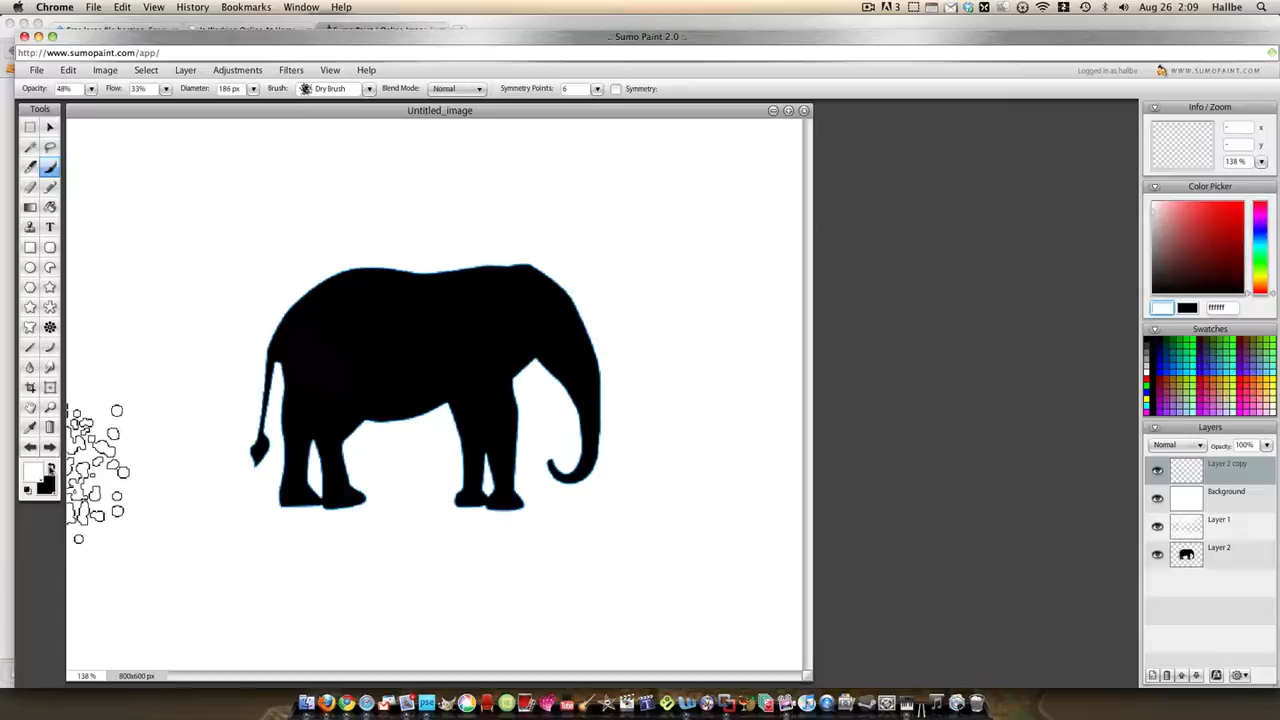 Chrome File Edit View History Bookmarks Window Help 3 Aug 26 2:09 Hallbe
.. Sumo Paint 2.0 :.
http://www.sumopaint.com/app/
File Edit Image Select Layer Adjustments Filters View Help Logged in as hallbe WWW.SUMOPAINT.COM
Opacity: 48% Flow: 33% Diameter: 186 px Brush: Dry Brush Blend Mode: Normal Symmetry Points: 6 Symmetry:
Tools
Untitled_image
Info / Zoom
- x
- y
138 %
Color Picker
ffffff
Swatches
Layers
Normal Opacity: 100%
Layer 2 copy
Background
Layer 1
Layer 2
T
138 % 800x600 px
pse
You
Tube